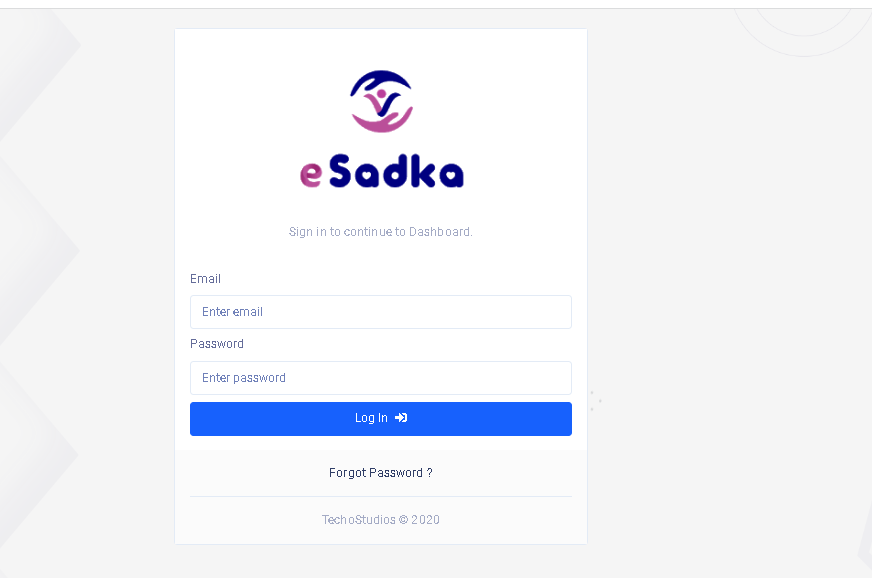 eSadka
Sign in to continue to Dashboard.
Email
Enter email
Password
Enter password
Log In
Forgot Password ?
TechoStudios © 2020